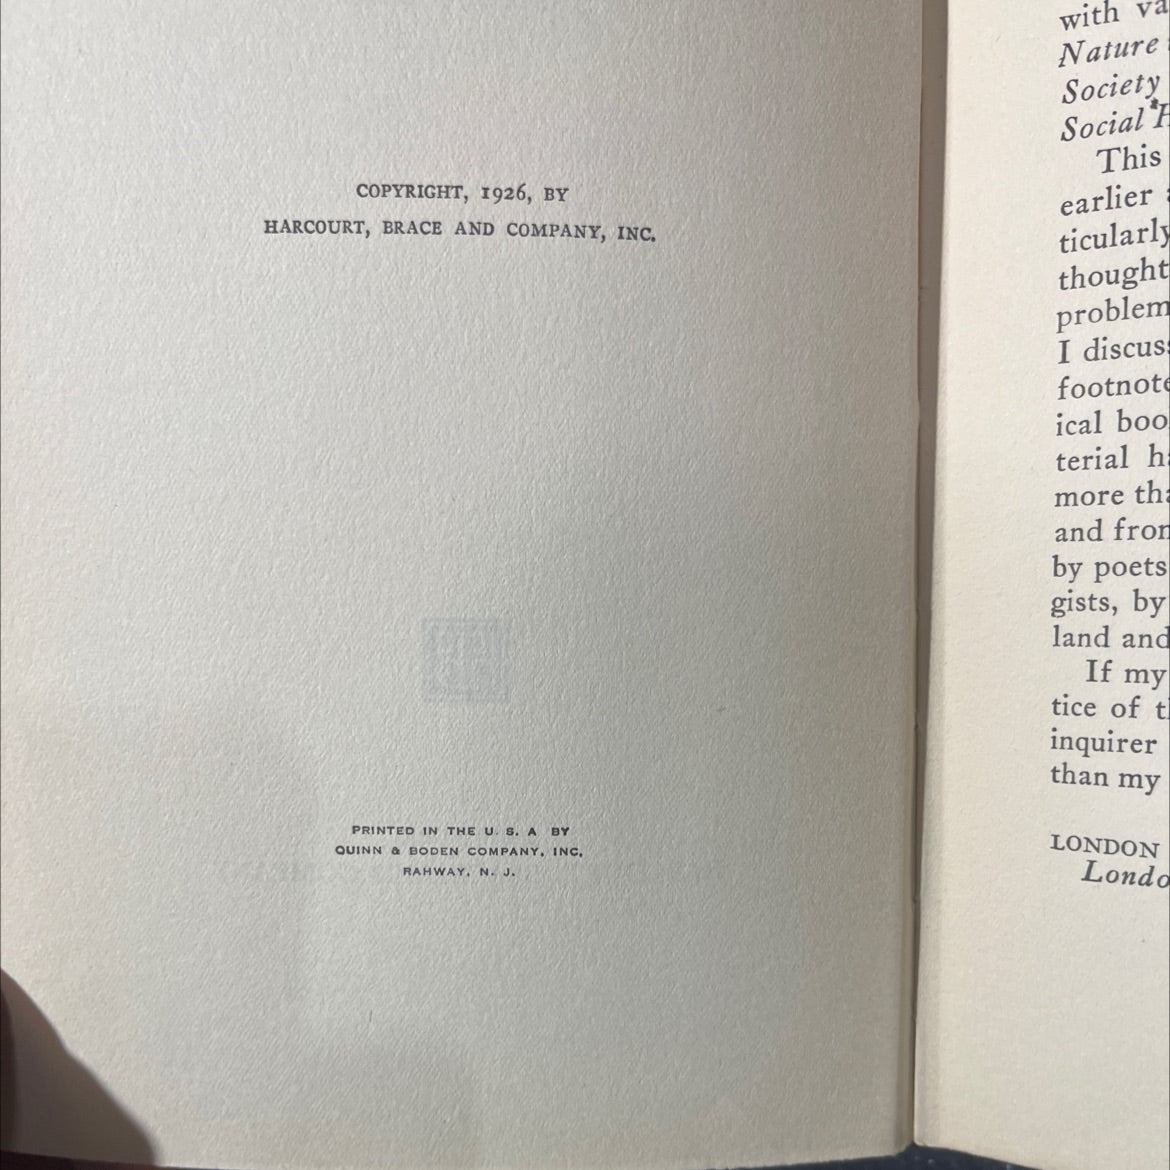 COPYRIGHT, 1926, BY
HARCOURT, BRACE AND COMPANY, INC.
PRINTED IN THE U. S. A BY
QUINN & BODEN COMPANY, INC,
RAHWAY, N. J.
with va
Nature
Society
Social H
This
earlier a
ticularly
thought
problem
I discuss
footnote
ical boo
terial ha
more tha
and from
by poets
gists, by
land and
If my
tice of th
inquirer
than my
LONDON
Londo